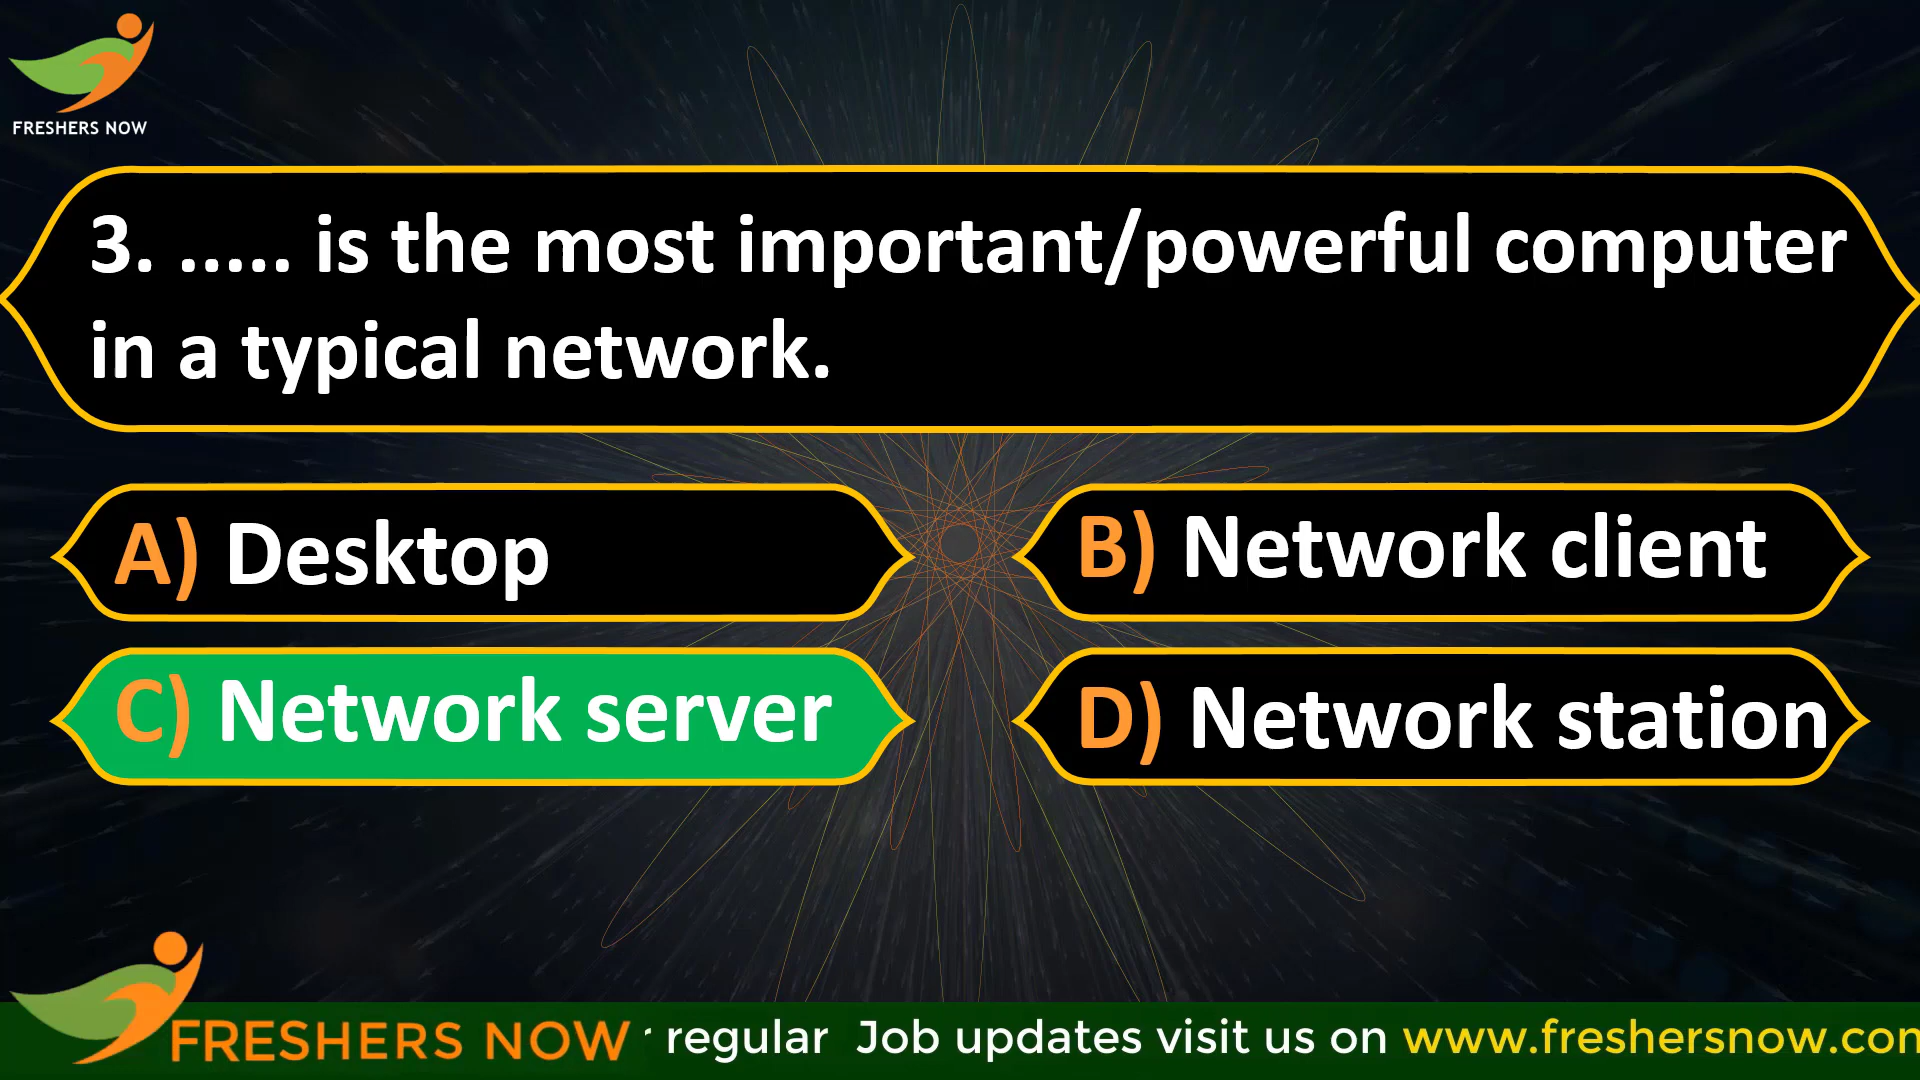 FRESHERS NOW
3. ..... is the most important/powerful computer
in a typical network.
A) Desktop
B) Network client
C) Network server
D) Network station
FRESHERS NOW
regular Job updates visit us on www.freshersnow.com